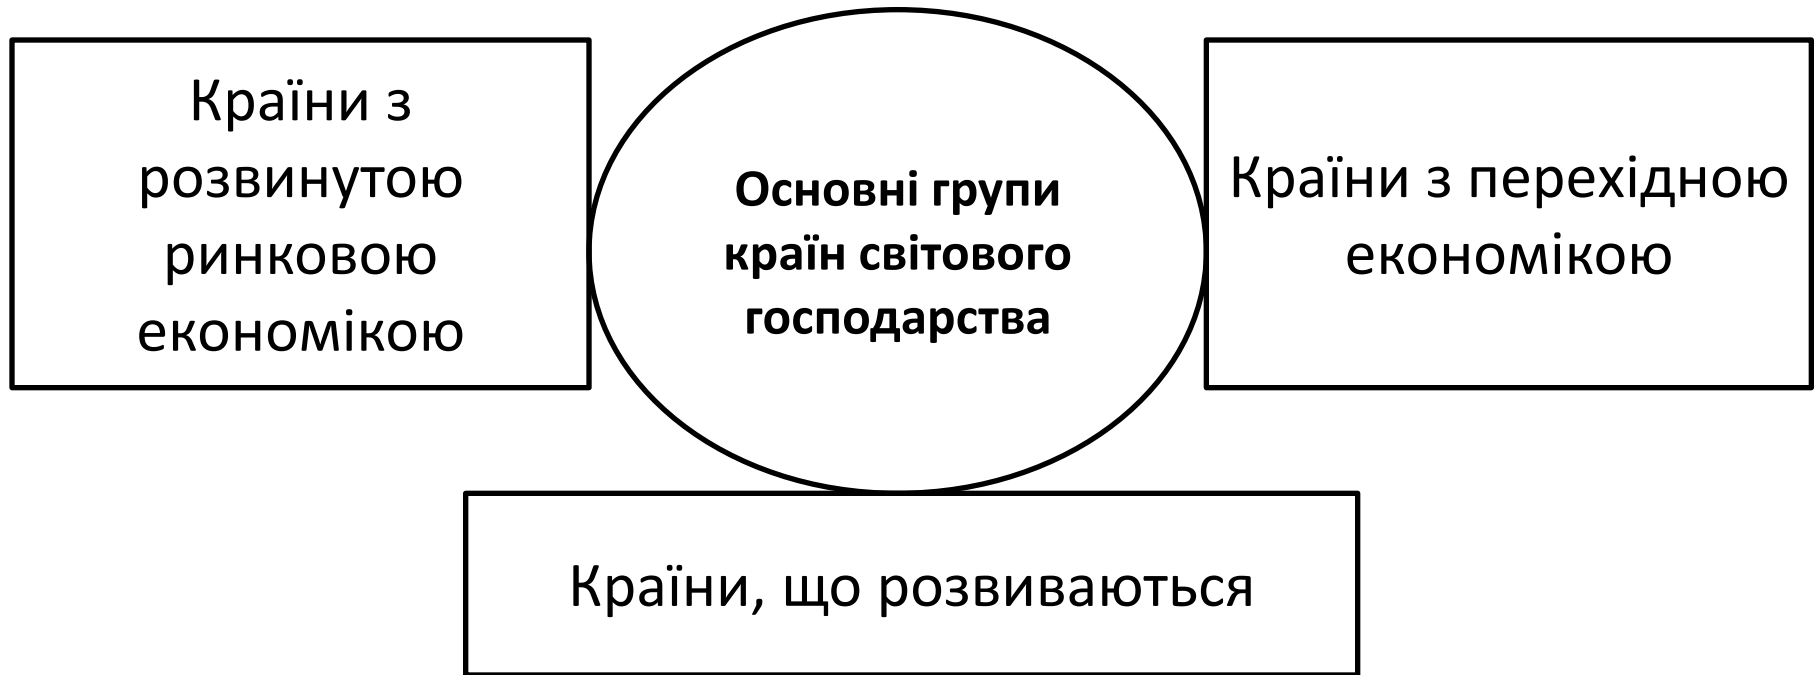 Країни з
розвинутою
ринковою
економікою
Основні групи
країн світового
господарства
Країни з перехідною
економікою
Країни, що розвиваються